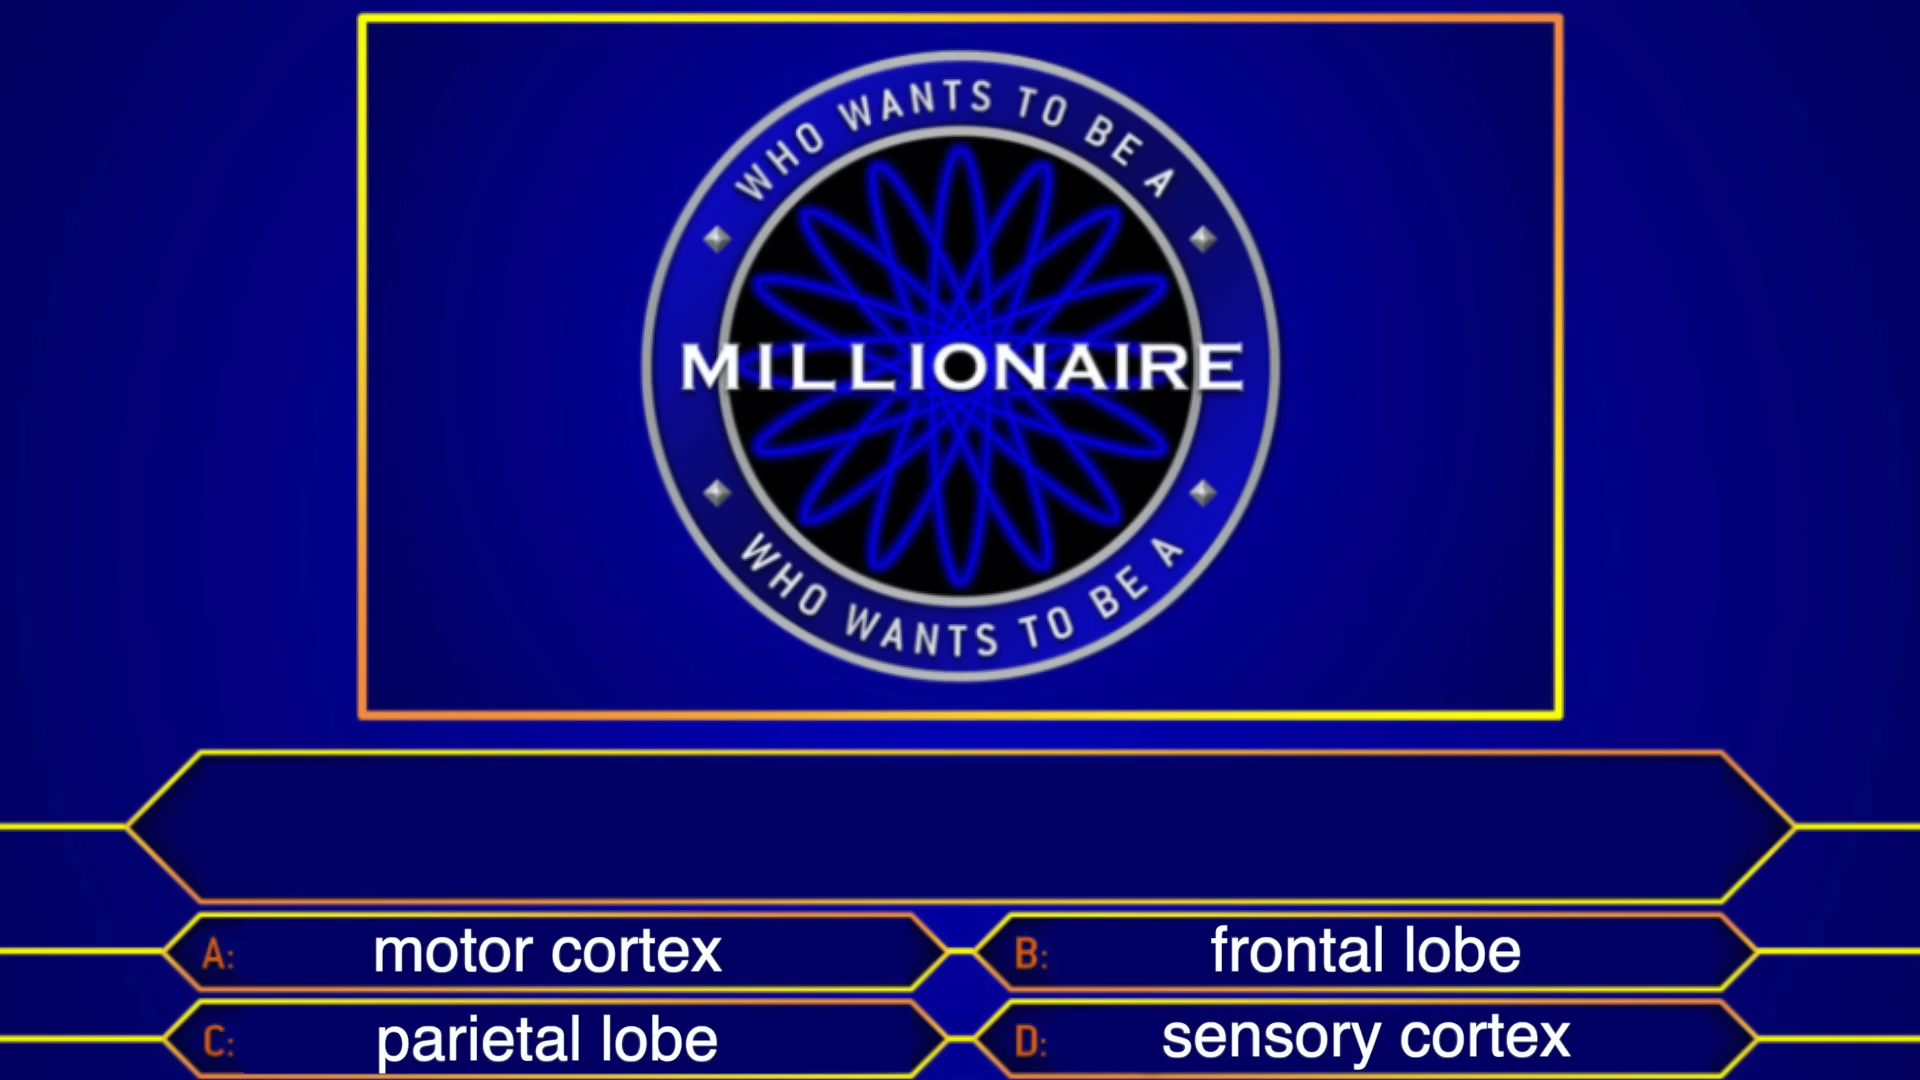 WHO WANTS TO BE A
MILLIONAIRE
WHO WANTS TO BE A
A: motor cortex
B: frontal lobe
C: parietal lobe
D: sensory cortex